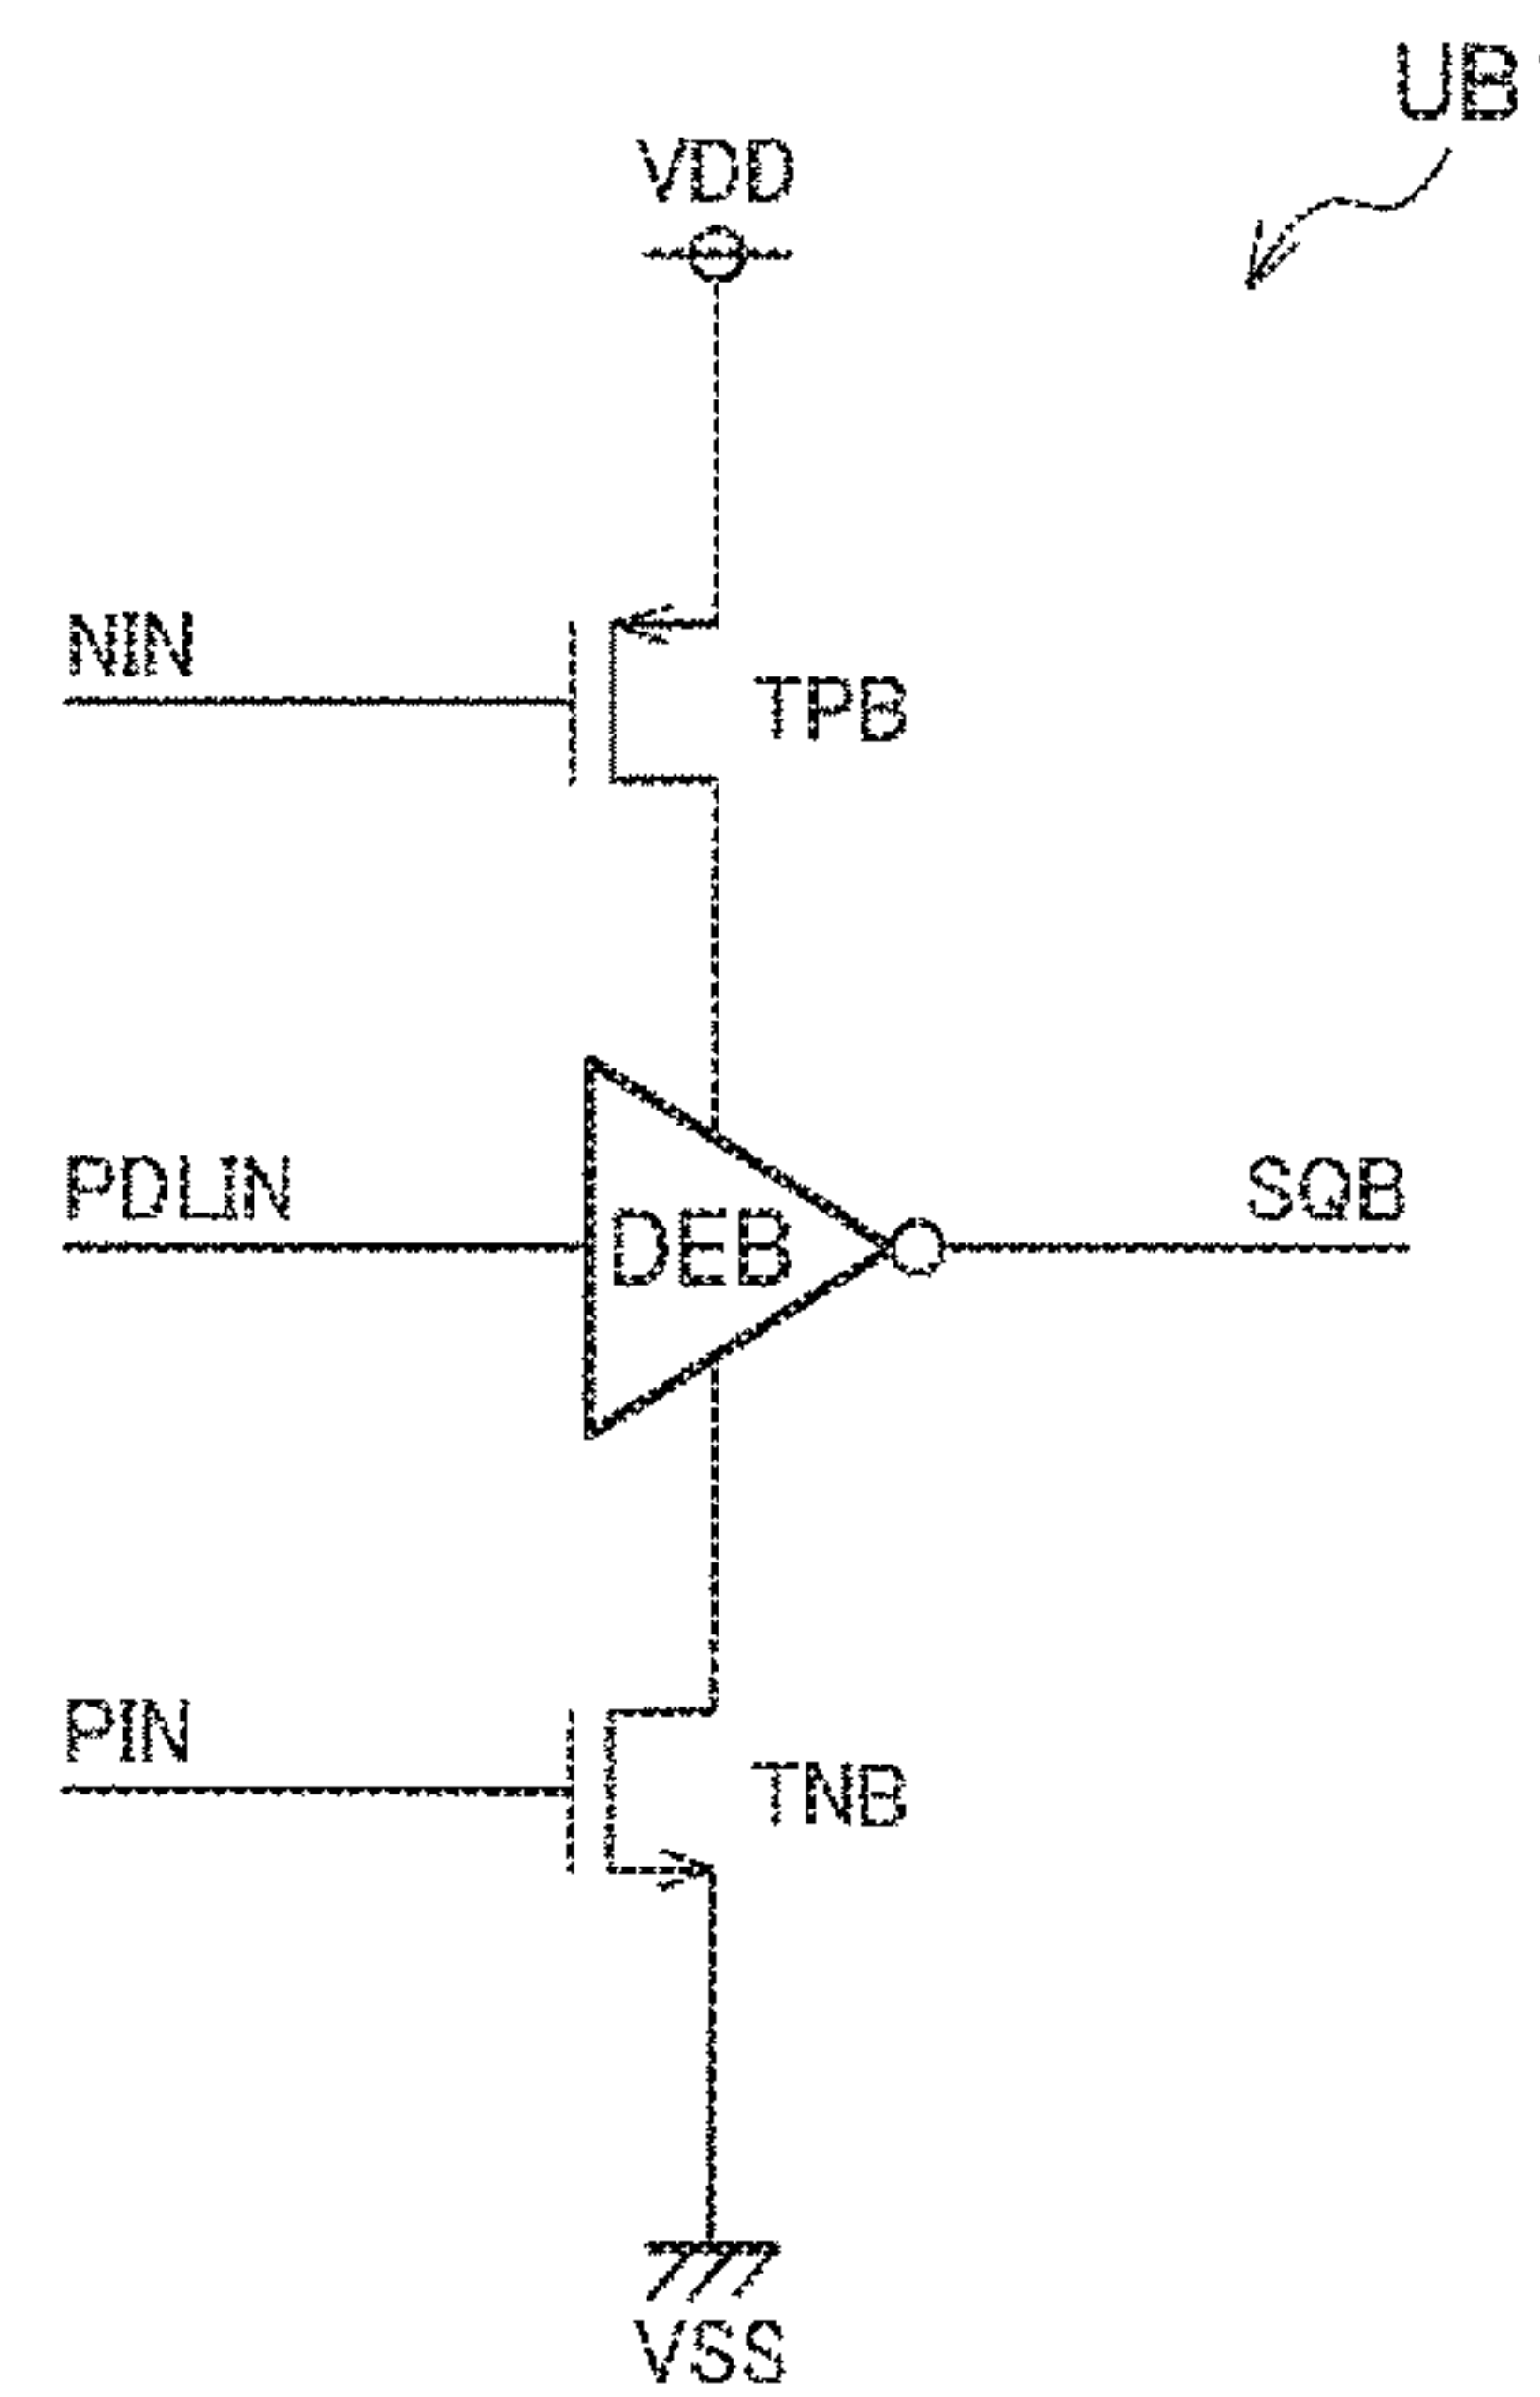 UB
VDD
NIN
TPB
PDLIN
DEB
SQB
PIN
TNB
VSS